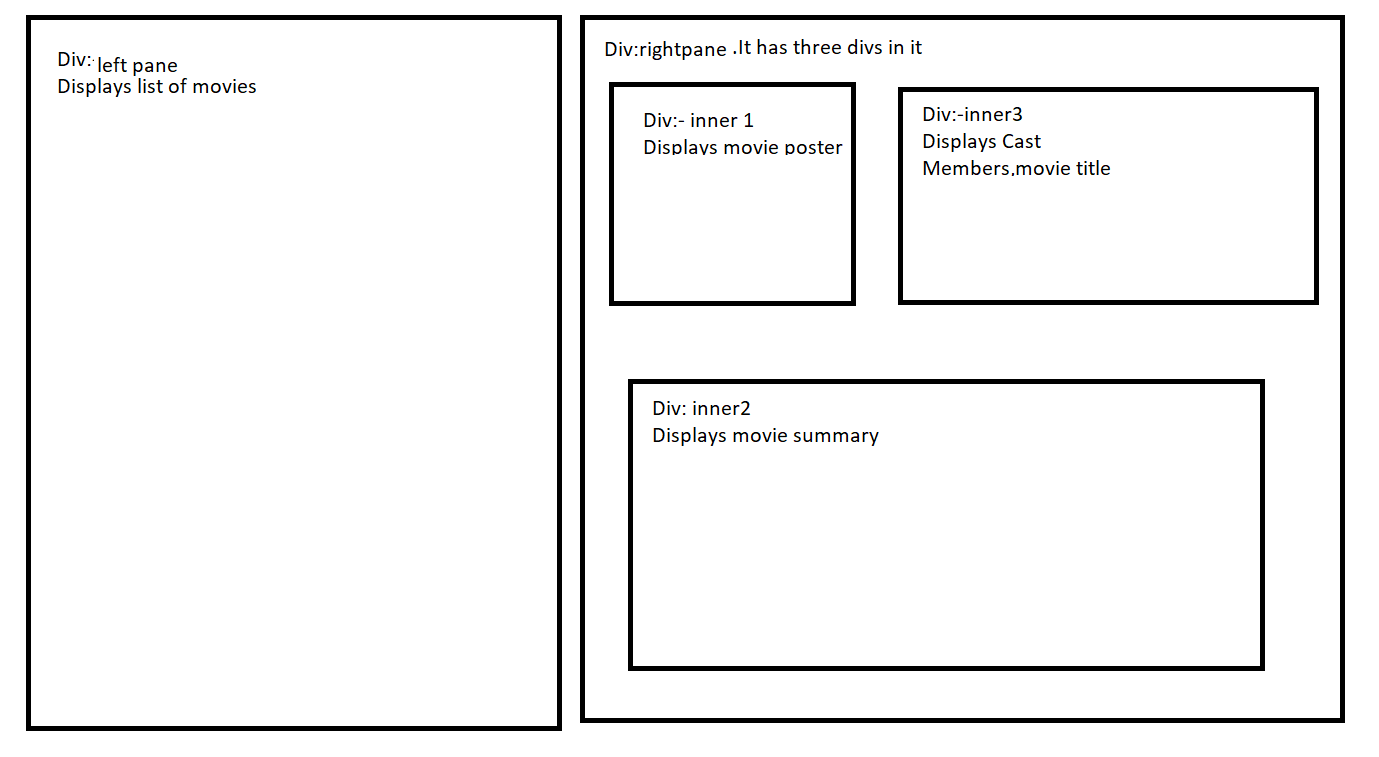 Div: left pane
Displays list of movies
Div:rightpane .It has three divs in it
Div:- inner 1
Displays movie poster
Div:-inner3
Displays Cast
Members,movie title
Div: inner2
Displays movie summary